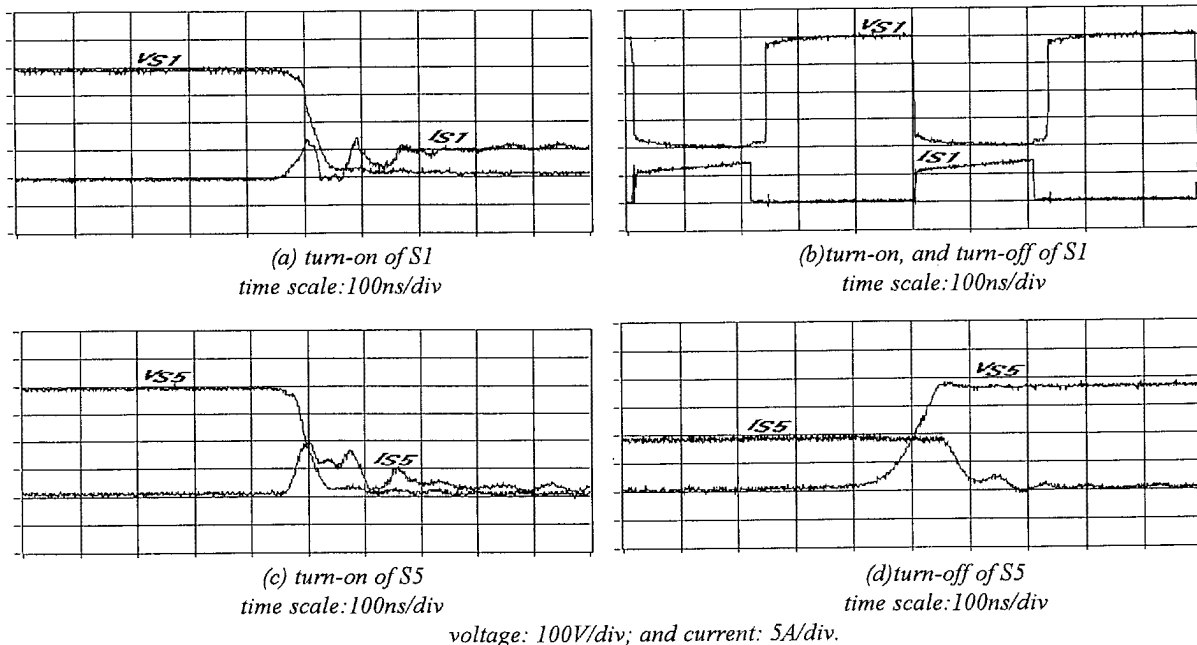 VS1
IS1
(a) turn-on of S1
time scale:100ns/div
VS1
IS1
(b)turn-on, and turn-off of S1
time scale:100ns/div
VS5
IS5
(c) turn-on of S5
time scale:100ns/div
VS5
IS5
(d)turn-off of S5
time scale:100ns/div
voltage: 100V/div; and current: 5A/div.